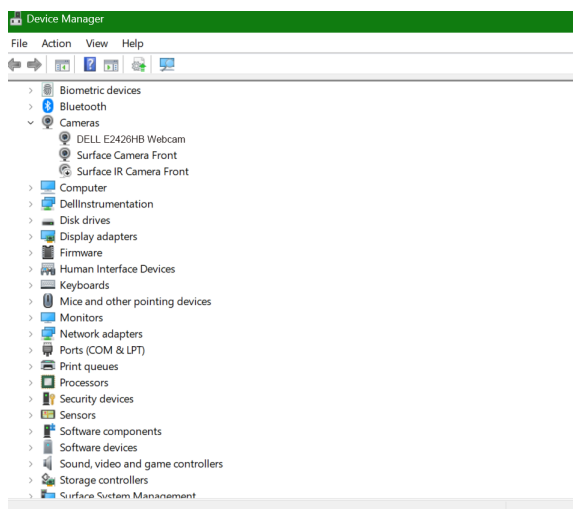 Device Manager
File Action View Help
Biometric devices
Bluetooth
Cameras
DELL E2426HB Webcam
Surface Camera Front
Surface IR Camera Front
Computer
DellInstrumentation
Disk drives
Display adapters
Firmware
Human Interface Devices
Keyboards
Mice and other pointing devices
Monitors
Network adapters
Ports (COM & LPT)
Print queues
Processors
Security devices
Sensors
Software components
Software devices
Sound, video and game controllers
Storage controllers
Surface System Management